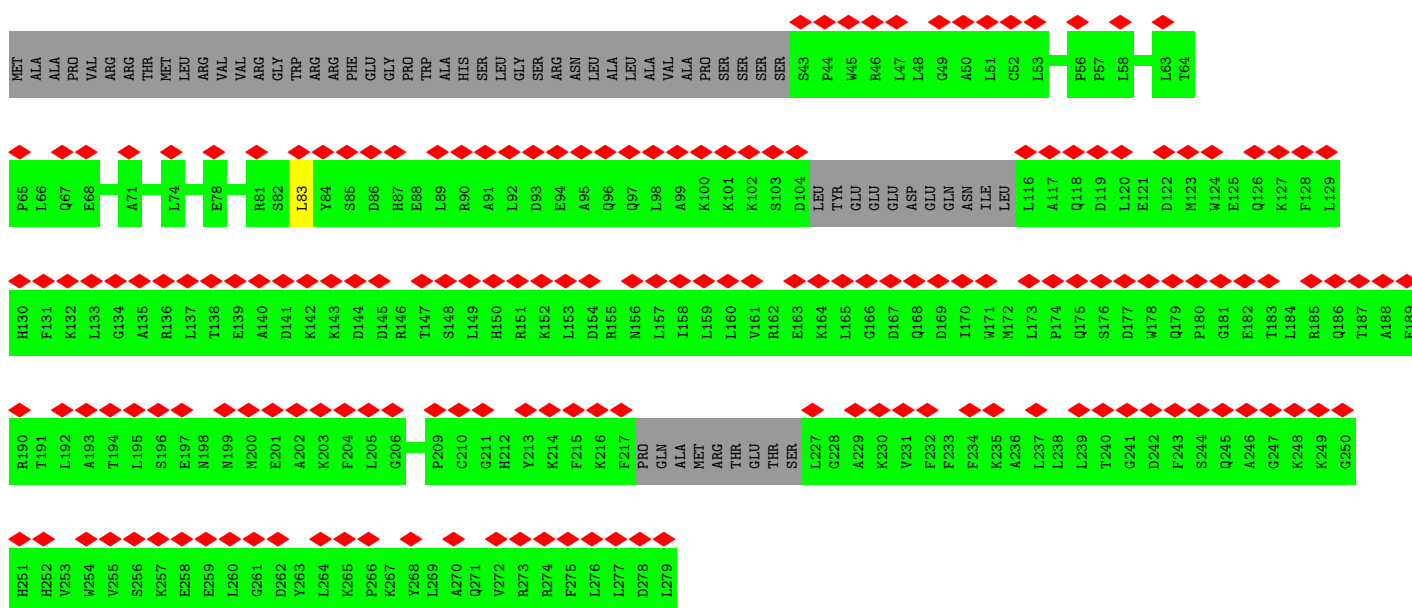 MET ALA ALA PRO VAL ARG ARG THR MET LEU ARG VAL VAL ARG GLY TRP ARG ARG PHE GLU GLY PRO TRP ALA HIS SER LEU GLY SER ARG ASN LEU ALA LEU ALA VAL ALA PRO SER SER SER SER S43 P44 W45 R46 L47 L48 G49 A50 L51 C52 L53 P56 P57 L58 L63 T64
P65 L66 Q67 E68 A71 L74 E78 R81 S82 L83 Y84 S85 D86 H87 E88 L89 R90 A91 L92 D93 E94 A95 Q96 Q97 L98 A99 K100 K101 K102 S103 D104 LEU TYR GLU GLU GLU ASP GLU GLN ASN ILE LEU L116 A117 Q118 D119 L120 E121 D122 M123 W124 E125 Q126 K127 F128 L129
H130 F131 K132 L133 G134 A135 R136 L137 T138 E139 A140 D141 K142 K143 D144 D145 R146 T147 S148 L149 H150 R151 K152 L153 D154 R155 N156 L157 I158 L159 L160 V161 R162 E163 K164 L165 G166 D167 Q168 D169 I170 W171 M172 L173 P174 Q175 S176 D177 W178 Q179 P180 G181 E182 T183 L184 R185 Q186 T187 A188 E189
R190 T191 L192 A193 T194 L195 S196 E197 N198 N199 M200 E201 A202 K203 F204 L205 G206 P209 C210 G211 H212 Y213 K214 F215 K216 F217 PRO GLN ALA MET ARG THR GLU THR SER L227 G228 A229 K230 V231 F232 F233 F234 K235 A236 L237 L238 L239 T240 G241 D242 F243 S244 Q245 A246 G247 K248 K249 G250
H251 H252 V253 W254 V255 S256 K257 E258 E259 L260 G261 D262 Y263 L264 K265 P266 K267 Y268 L269 A270 Q271 V272 R273 R274 F275 L276 L277 D278 L279